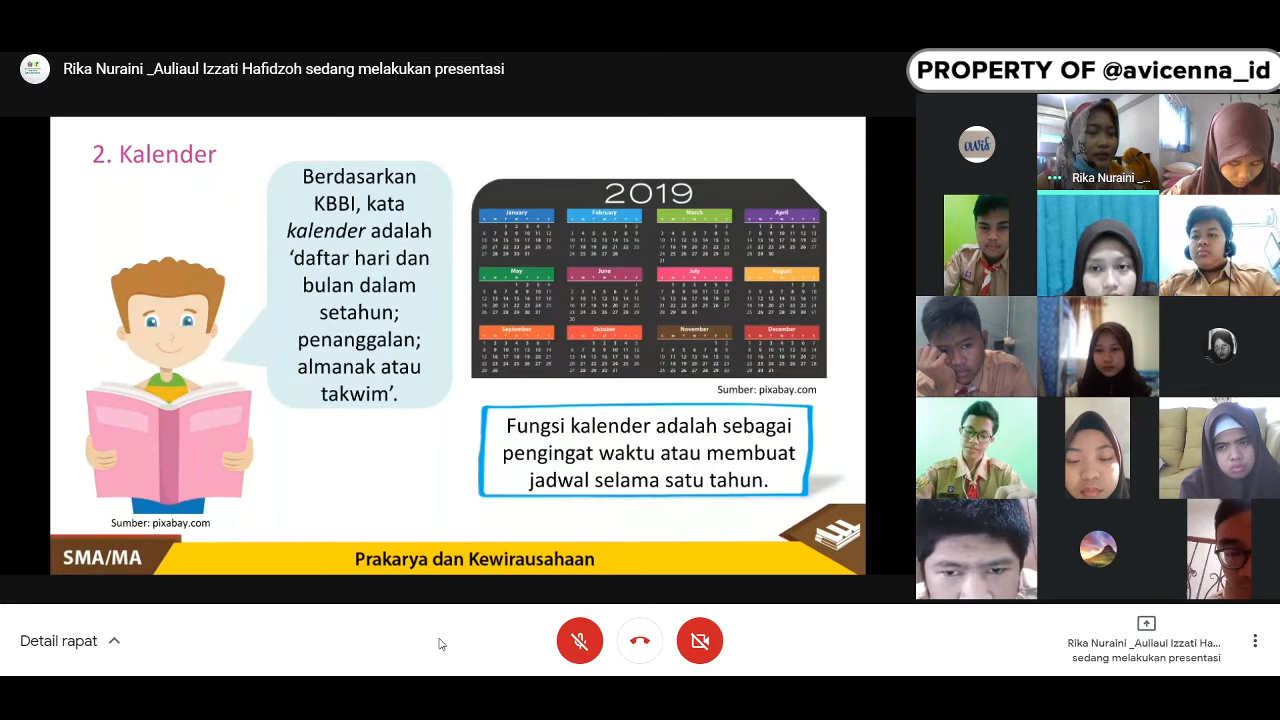 Rika Nuraini _Auliaul Izzati Hafidzoh sedang melakukan presentasi
PROPERTY OF @avicenna_id
2. Kalender
Berdasarkan
KBBI, kata
kalender adalah
‘daftar hari dan
bulan dalam
setahun;
penanggalan;
almanak atau
takwim’.
2019
January February March April
May June July August
September October November December
Sumber: pixabay.com
Fungsi kalender adalah sebagai
pengingat waktu atau membuat
jadwal selama satu tahun.
Sumber: pixabay.com
SMA/MA
Prakarya dan Kewirausahaan
awis
Rika Nuraini _...
Detail rapat
Rika Nuraini _Auliaul Izzati Ha...
sedang melakukan presentasi